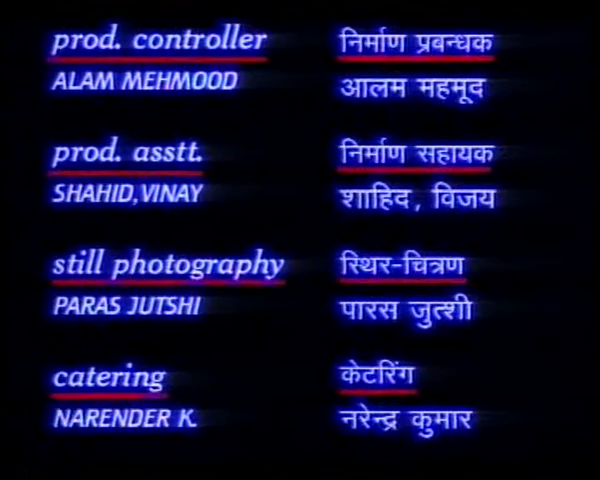 prod. controller निर्माण प्रबन्धक
ALAM MEHMOOD आलम महमूद
prod. asstt. निर्माण सहायक
SHAHID,VINAY शाहिद, विजय
still photography स्थिर-चित्रण
PARAS JUTSHI पारस जुत्शी
catering केटरिंग
NARENDER K. नरेन्द्र कुमार